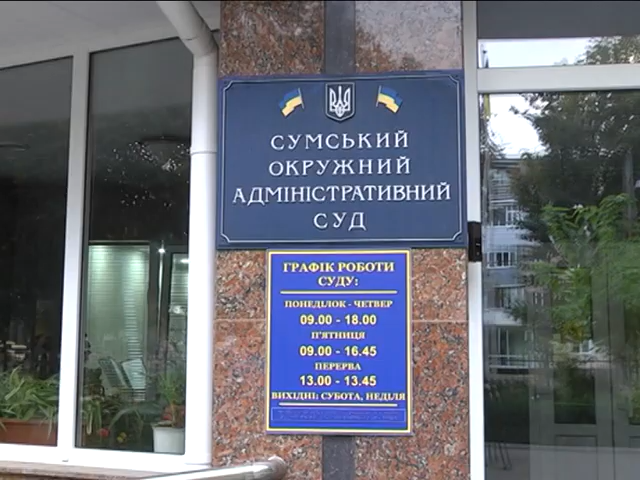 СУМСЬКИЙ
ОКРУЖНИЙ
АДМІНІСТРАТИВНИЙ
СУД
ГРАФІК РОБОТИ
СУДУ:
ПОНЕДІЛОК - ЧЕТВЕР
09.00 - 18.00
П'ЯТНИЦЯ
09.00 - 16.45
ПЕРЕРВА
13.00 - 13.45
ВИХІДНІ: СУБОТА, НЕДІЛЯ